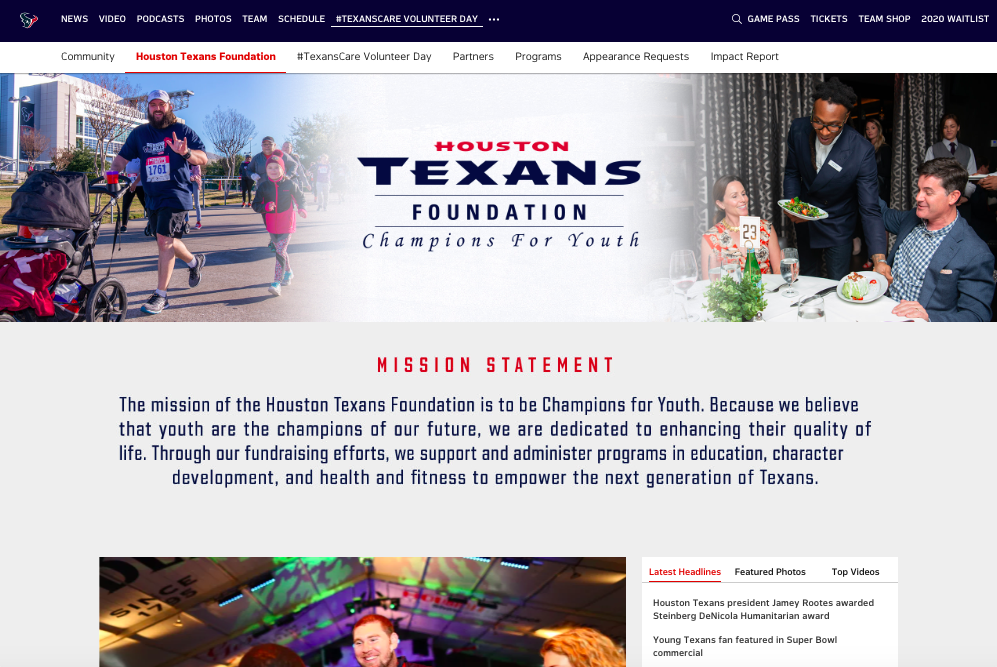 NEWS VIDEO PODCASTS PHOTOS TEAM SCHEDULE #TEXANSCARE VOLUNTEER DAY ••• GAME PASS TICKETS TEAM SHOP 2020 WAITLIST
Community Houston Texans Foundation #TexansCare Volunteer Day Partners Programs Appearance Requests Impact Report
1761
HOUSTON
TEXANS
FOUNDATION
Champions For Youth
23
MISSION STATEMENT
The mission of the Houston Texans Foundation is to be Champions for Youth. Because we believe
that youth are the champions of our future, we are dedicated to enhancing their quality of
life. Through our fundraising efforts, we support and administer programs in education, character
development, and health and fitness to empower the next generation of Texans.
SINCE
1795
Latest Headlines Featured Photos Top Videos
Houston Texans president Jamey Rootes awarded
Steinberg DeNicola Humanitarian award
Young Texans fan featured in Super Bowl
commercial